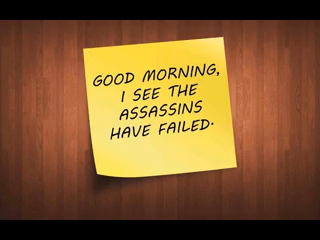 GOOD MORNING,
I SEE THE
ASSASSINS
HAVE FAILED.